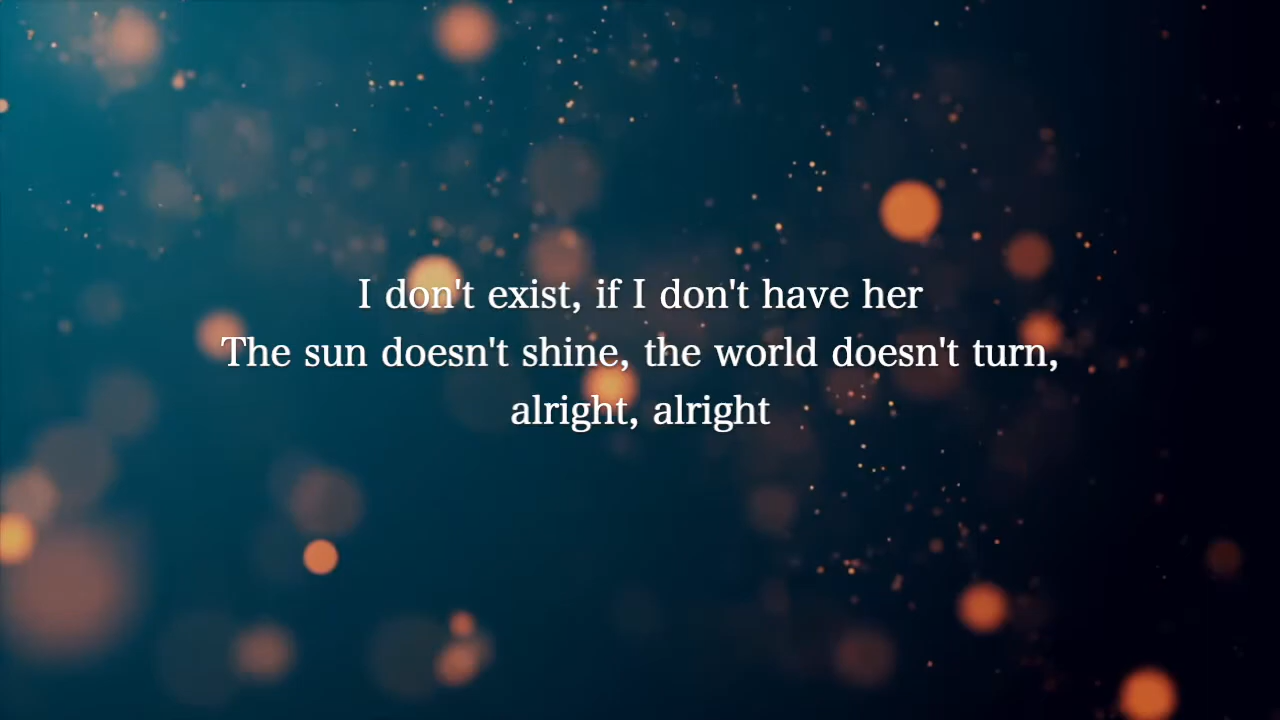 I don't exist, if I don't have her
The sun doesn't shine, the world doesn't turn,
alright, alright